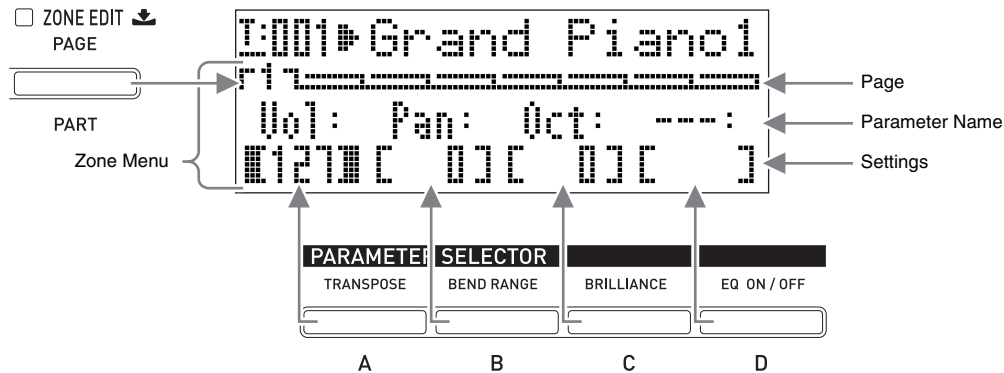 ZONE EDIT
PAGE
PART
Zone Menu
I:001▶Grand Piano1
1
Vol: Pan: Oct: ---:
[127] [ 0] [ 0] [ ]
Page
Parameter Name
Settings
PARAMETER SELECTOR
TRANSPOSE BEND RANGE BRILLIANCE EQ ON / OFF
A B C D